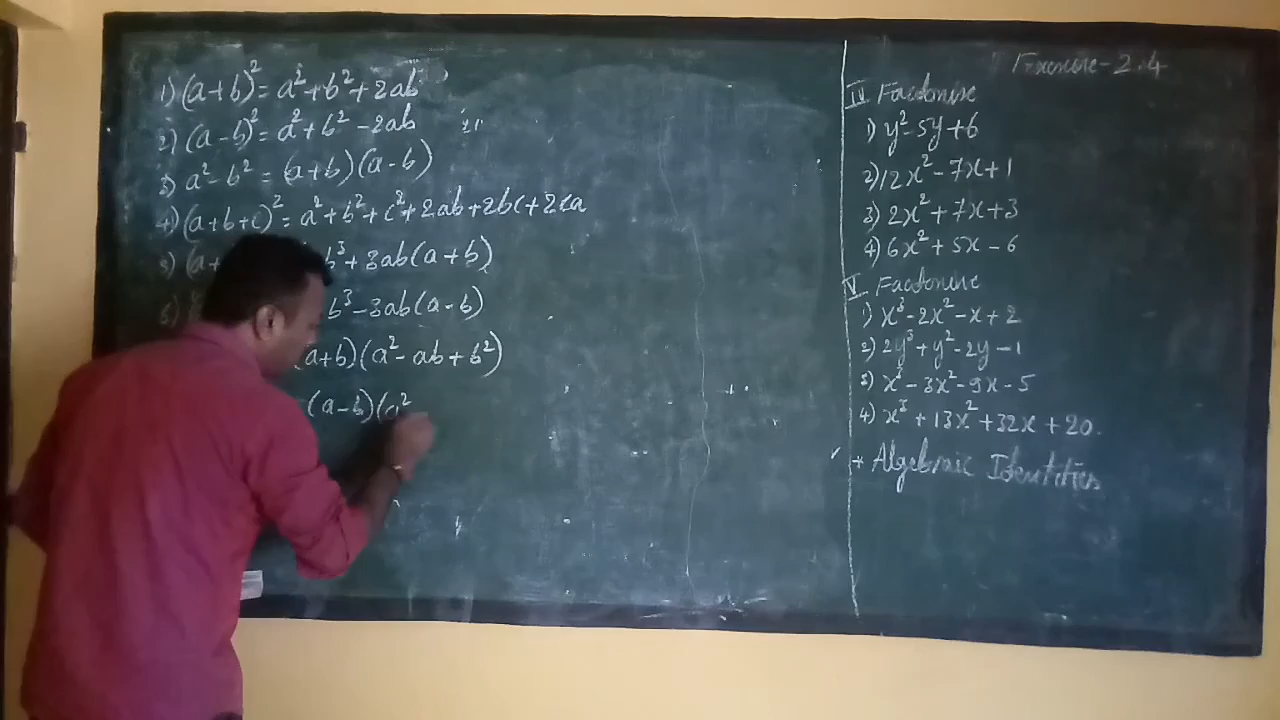 1) (a+b)² = a²+b²+2ab
2) (a-b)² = a²+b²-2ab
3) a²-b² = (a+b)(a-b)
4) (a+b+c)² = a²+b²+c²+2ab+2bc+2ca
5) (a+ b³+3ab(a+b)
6) b³-3ab(a-b)
(a+b)(a²-ab+b²)
(a-b)(a²
Exercise-2.4
IV Factorise
1) y²-5y+6
2) 12x²-7x+1
3) 2x²+7x+3
4) 6x²+5x-6
V. Factorise
1) x³-2x²-x+2
2) 2y³+y²-2y-1
3) x³-3x²-9x-5
4) x³+13x²+32x+20.
* Algebraic Identities